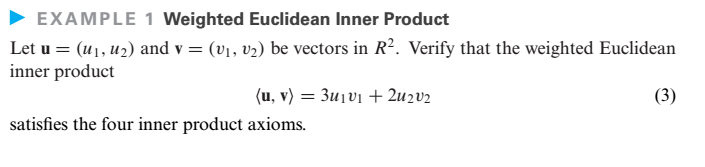 ▶ EXAMPLE 1 Weighted Euclidean Inner Product
Let u = (u₁, u₂) and v = (v₁, v₂) be vectors in R². Verify that the weighted Euclidean
inner product
⟨u, v⟩ = 3u₁v₁ + 2u₂v₂ (3)
satisfies the four inner product axioms.